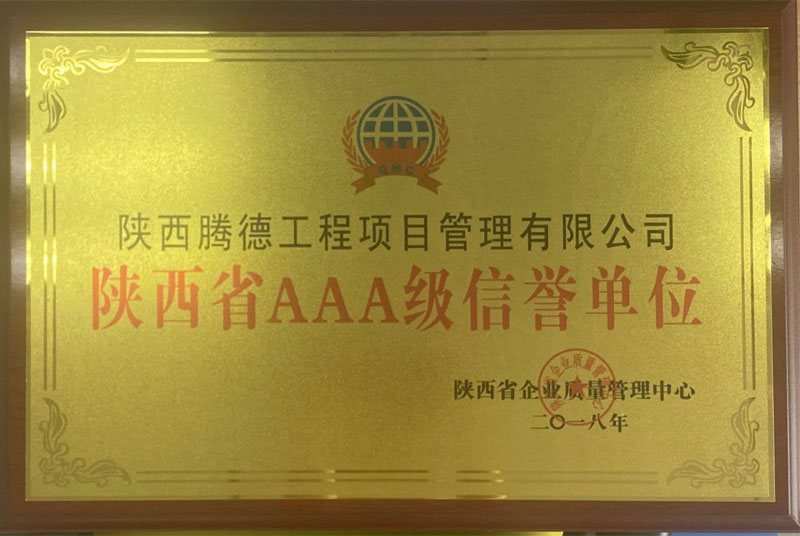 QMC
陕西腾德工程项目管理有限公司
陕西省AAA级信誉单位
陕西省企业质量管理中心
二〇一八年